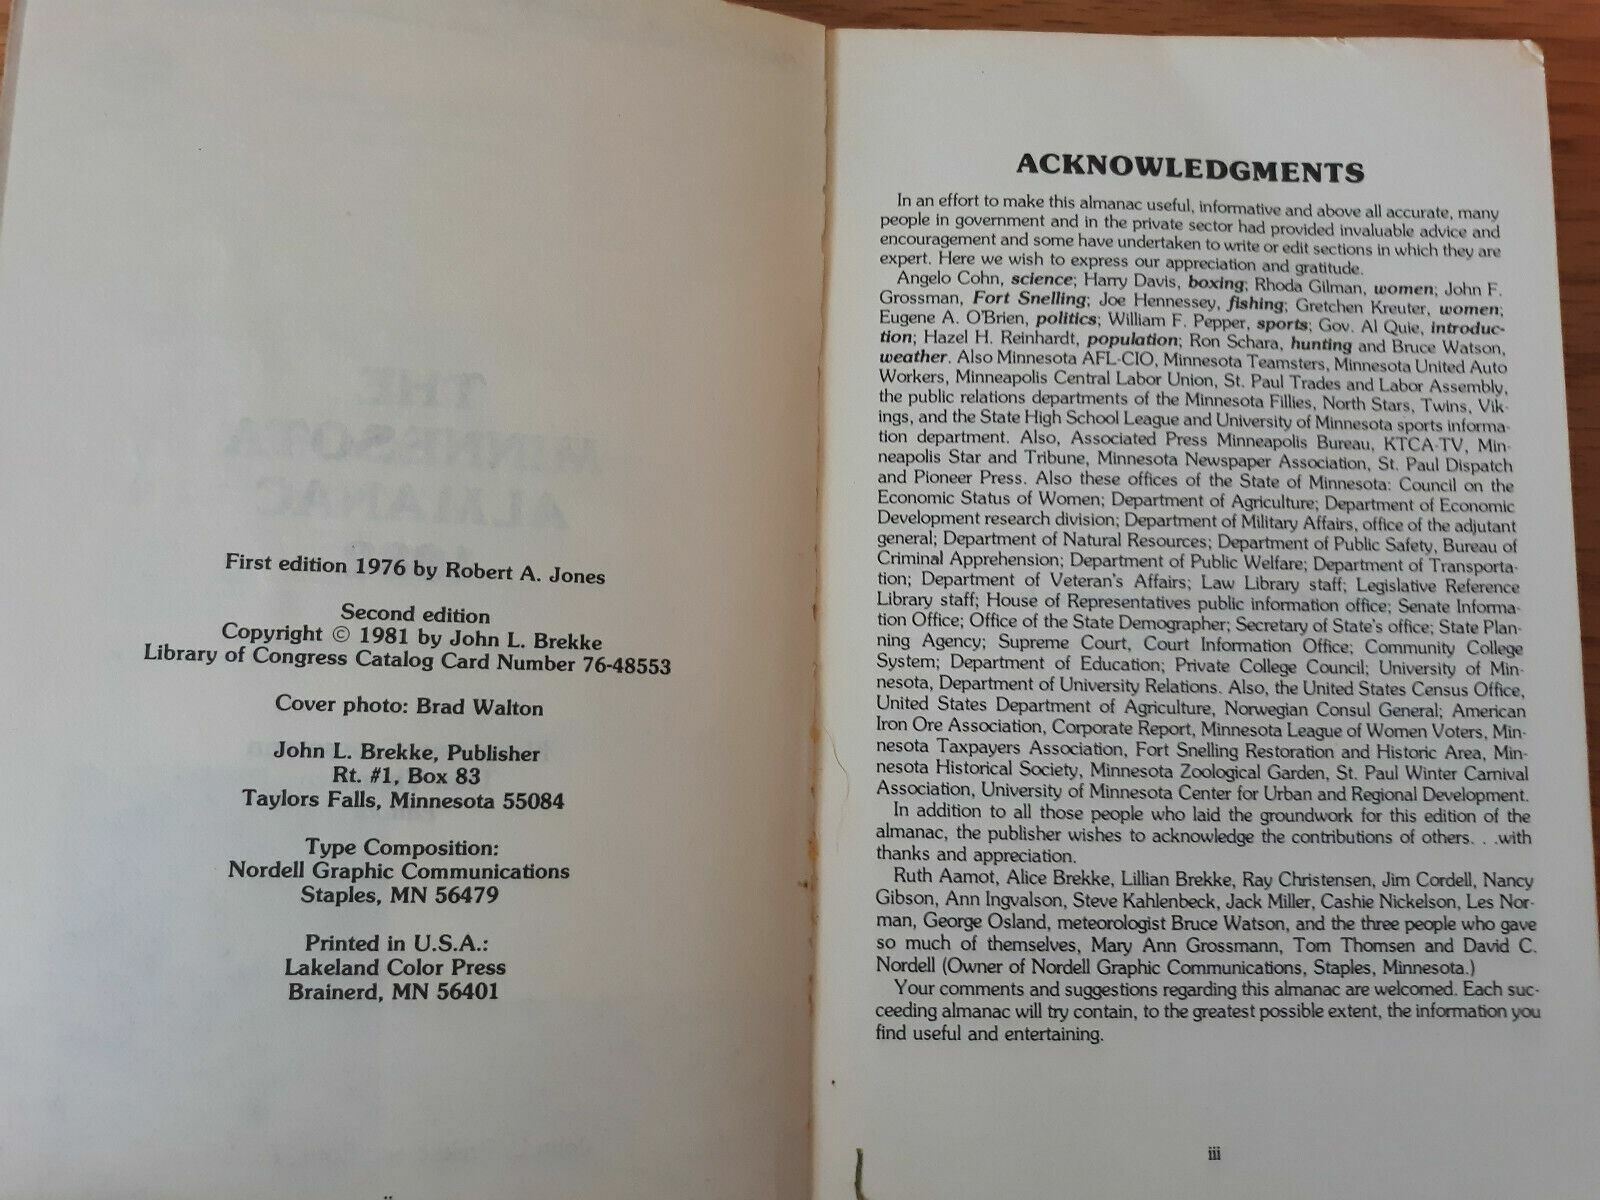 First edition 1976 by Robert A. Jones
Second edition
Copyright © 1981 by John L. Brekke
Library of Congress Catalog Card Number 76-48553
Cover photo: Brad Walton
John L. Brekke, Publisher
Rt. #1, Box 83
Taylors Falls, Minnesota 55084
Type Composition:
Nordell Graphic Communications
Staples, MN 56479
Printed in U.S.A.:
Lakeland Color Press
Brainerd, MN 56401
ACKNOWLEDGMENTS
In an effort to make this almanac useful, informative and above all accurate, many
people in government and in the private sector had provided invaluable advice and
encouragement and some have undertaken to write or edit sections in which they are
expert. Here we wish to express our appreciation and gratitude.
Angelo Cohn, science; Harry Davis, boxing; Rhoda Gilman, women; John F.
Grossman, Fort Snelling; Joe Hennessey, fishing; Gretchen Kreuter, women;
Eugene A. O'Brien, politics; William F. Pepper, sports; Gov. Al Quie, introduc-
tion; Hazel H. Reinhardt, population; Ron Schara, hunting and Bruce Watson,
weather. Also Minnesota AFL-CIO, Minnesota Teamsters, Minnesota United Auto
Workers, Minneapolis Central Labor Union, St. Paul Trades and Labor Assembly,
the public relations departments of the Minnesota Fillies, North Stars, Twins, Vik-
ings, and the State High School League and University of Minnesota sports informa-
tion department. Also, Associated Press Minneapolis Bureau, KTCA-TV, Min-
neapolis Star and Tribune, Minnesota Newspaper Association, St. Paul Dispatch
and Pioneer Press. Also these offices of the State of Minnesota: Council on the
Economic Status of Women; Department of Agriculture; Department of Economic
Development research division; Department of Military Affairs, office of the adjutant
general; Department of Natural Resources; Department of Public Safety, Bureau of
Criminal Apprehension; Department of Public Welfare; Department of Transporta-
tion; Department of Veteran's Affairs; Law Library staff; Legislative Reference
Library staff; House of Representatives public information office; Senate Informa-
tion Office; Office of the State Demographer; Secretary of State's office; State Plan-
ning Agency; Supreme Court, Court Information Office; Community College
System; Department of Education; Private College Council; University of Min-
nesota, Department of University Relations. Also, the United States Census Office,
United States Department of Agriculture, Norwegian Consul General; American
Iron Ore Association, Corporate Report, Minnesota League of Women Voters, Min-
nesota Taxpayers Association, Fort Snelling Restoration and Historic Area, Min-
nesota Historical Society, Minnesota Zoological Garden, St. Paul Winter Carnival
Association, University of Minnesota Center for Urban and Regional Development.
In addition to all those people who laid the groundwork for this edition of the
almanac, the publisher wishes to acknowledge the contributions of others. . .with
thanks and appreciation.
Ruth Aamot, Alice Brekke, Lillian Brekke, Ray Christensen, Jim Cordell, Nancy
Gibson, Ann Ingvalson, Steve Kahlenbeck, Jack Miller, Cashie Nickelson, Les Nor-
man, George Osland, meteorologist Bruce Watson, and the three people who gave
so much of themselves, Mary Ann Grossmann, Tom Thomsen and David C.
Nordell (Owner of Nordell Graphic Communications, Staples, Minnesota.)
Your comments and suggestions regarding this almanac are welcomed. Each suc-
ceeding almanac will try contain, to the greatest possible extent, the information you
find useful and entertaining.
iii